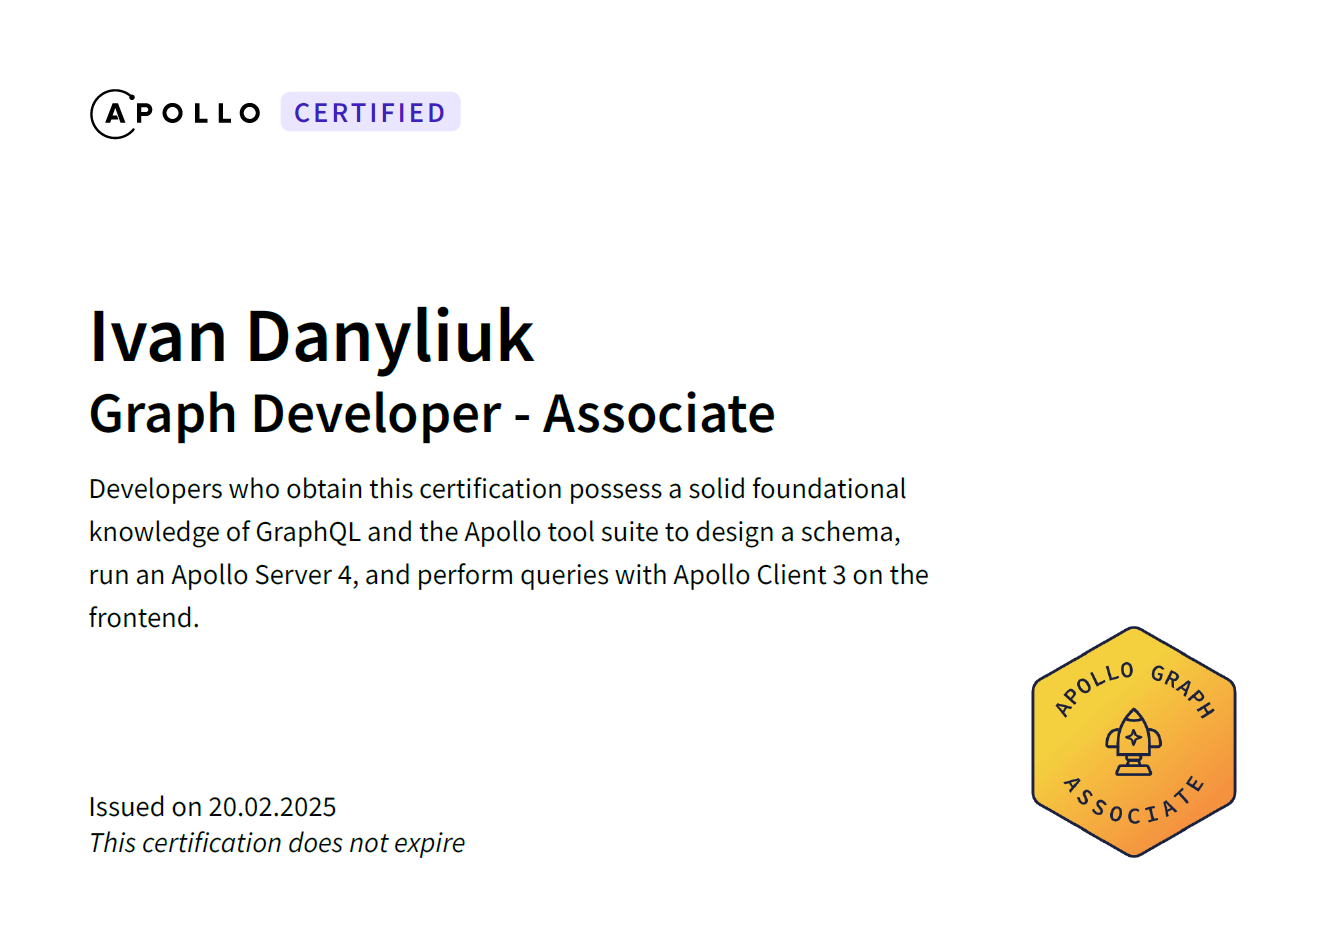 APOLLO CERTIFIED
Ivan Danyliuk
Graph Developer - Associate
Developers who obtain this certification possess a solid foundational
knowledge of GraphQL and the Apollo tool suite to design a schema,
run an Apollo Server 4, and perform queries with Apollo Client 3 on the
frontend.
APOLLO GRAPH
ASSOCIATE
Issued on 20.02.2025
This certification does not expire